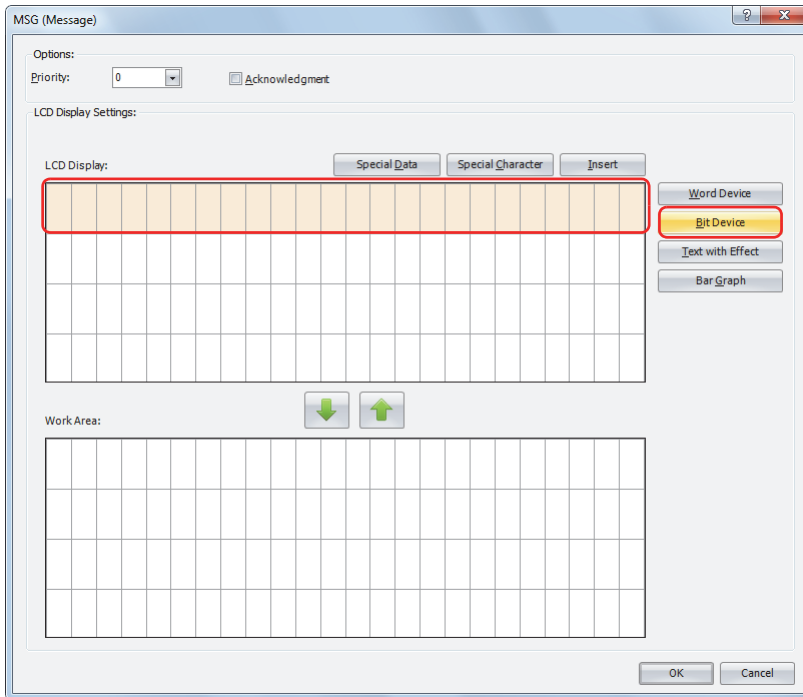 MSG (Message)
Options:
Priority: 0 Acknowledgment
LCD Display Settings:
LCD Display: Special Data Special Character Insert
Word Device
Bit Device
Text with Effect
Bar Graph
Work Area:
OK Cancel